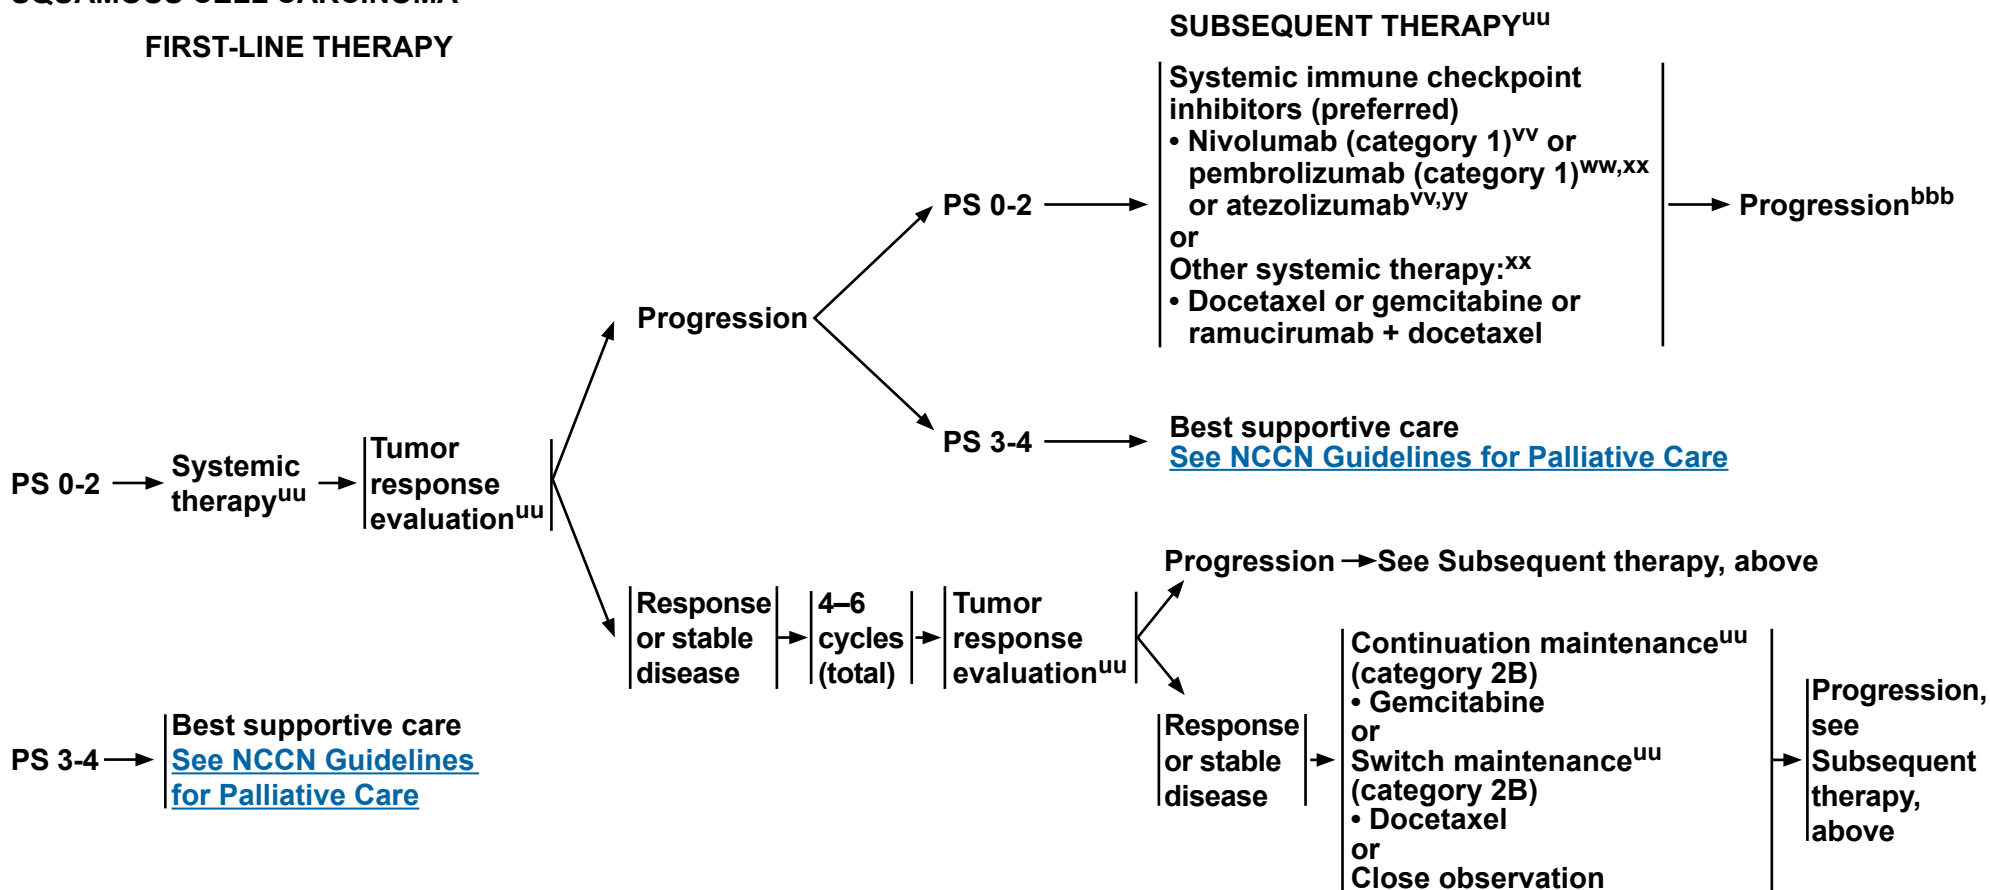 SQUAMOUS CELL CARCINOMA
FIRST-LINE THERAPY
SUBSEQUENT THERAPYuu
Systemic immune checkpoint
inhibitors (preferred)
• Nivolumab (category 1)vv or
pembrolizumab (category 1)ww,xx
or atezolizumabvv,yy
or
Other systemic therapy:xx
• Docetaxel or gemcitabine or
ramucirumab + docetaxel
PS 0-2
Progressionbbb
Progression
PS 3-4
Best supportive care
See NCCN Guidelines for Palliative Care
PS 0-2
Systemic
therapyuu
Tumor
response
evaluationuu
Progression
See Subsequent therapy, above
Response
or stable
disease
4–6
cycles
(total)
Tumor
response
evaluationuu
Response
or stable
disease
Continuation maintenanceuu
(category 2B)
• Gemcitabine
or
Switch maintenanceuu
(category 2B)
• Docetaxel
or
Close observation
Progression,
see
Subsequent
therapy,
above
PS 3-4
Best supportive care
See NCCN Guidelines
for Palliative Care